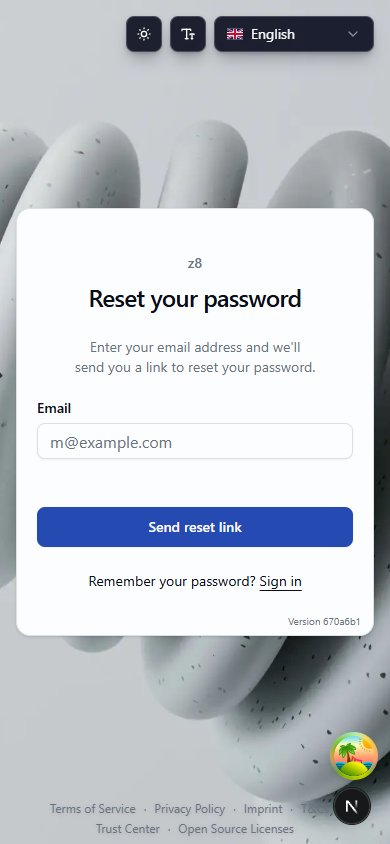 English
z8
Reset your password
Enter your email address and we'll
send you a link to reset your password.
Email
m@example.com
Send reset link
Remember your password? Sign in
Version 670a6b1
Terms of Service · Privacy Policy · Imprint ·
N
Trust Center · Open Source Licenses